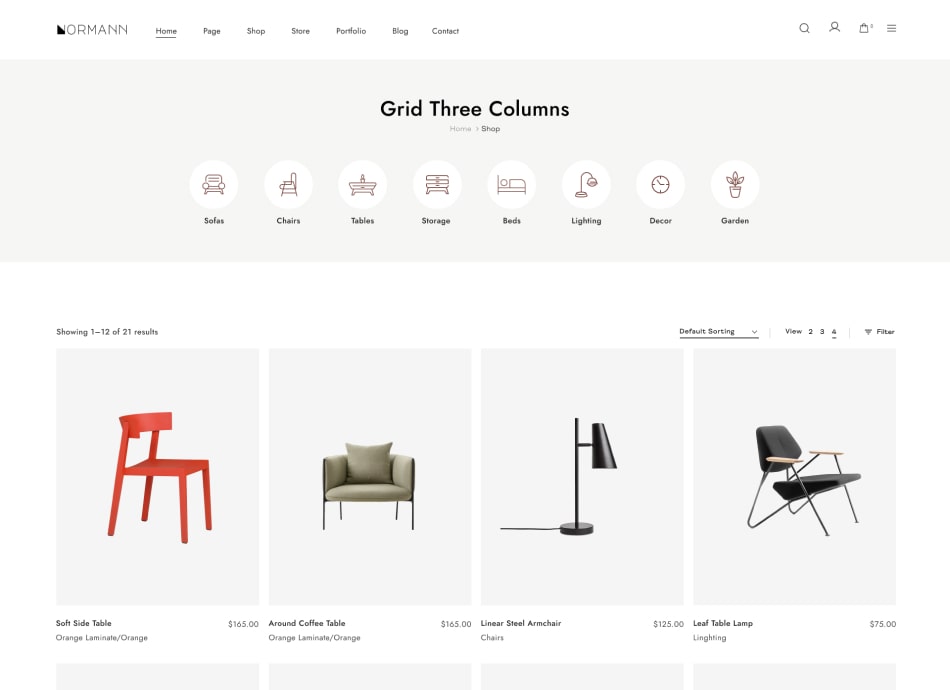 NORMANN
Home Page Shop Store Portfolio Blog Contact
0
Grid Three Columns
Home > Shop
Sofas Chairs Tables Storage Beds Lighting Decor Garden
Showing 1–12 of 21 results
Default Sorting View 2 3 4 Filter
Soft Side Table $165.00
Orange Laminate/Orange
Around Coffee Table $165.00
Orange Laminate/Orange
Linear Steel Armchair $125.00
Chairs
Leaf Table Lamp $75.00
Linghting